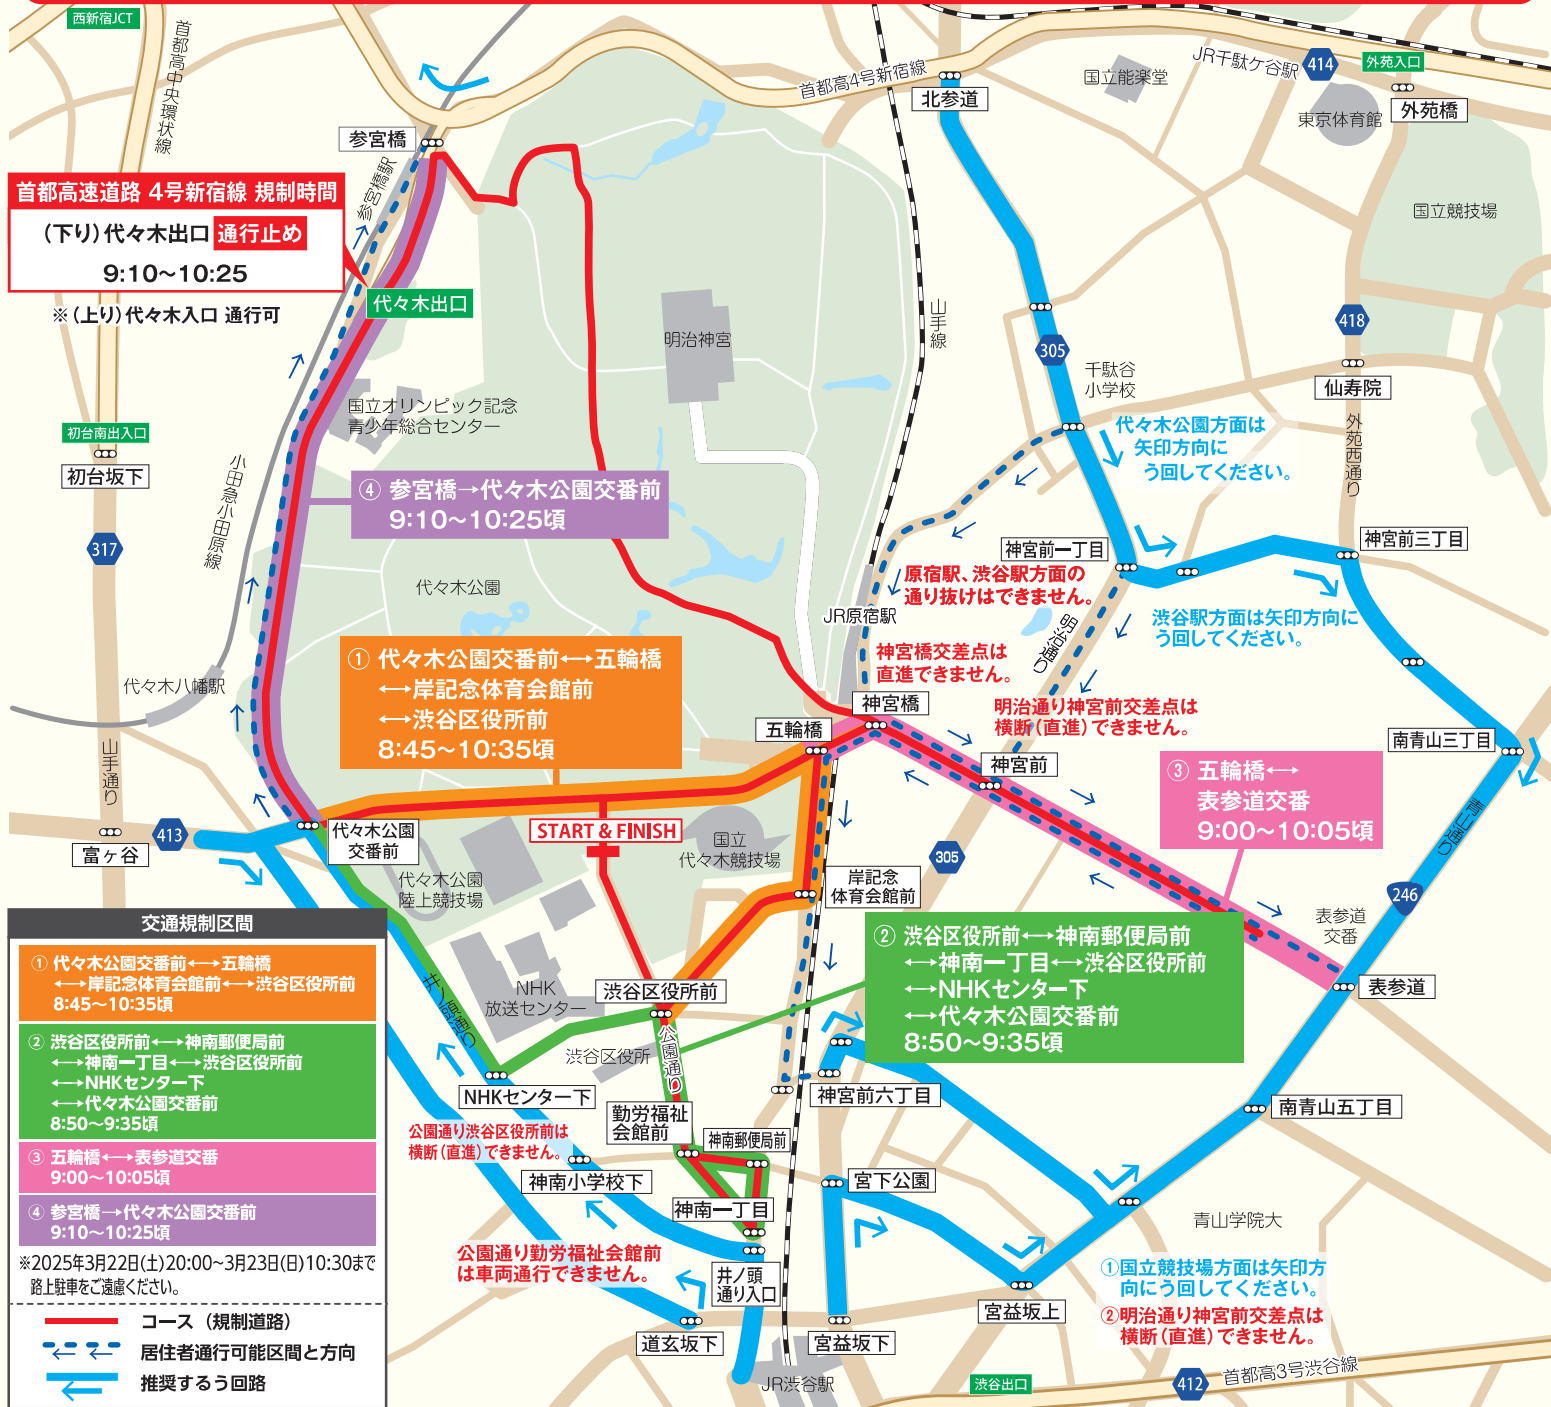 西新宿JCT
首都高中央環状線
首都高4号新宿線
北参道
国立能楽堂
JR千駄ケ谷駅
414
外苑入口
外苑橋
東京体育館
国立競技場
参宮橋
参宮橋駅
首都高速道路 4号新宿線 規制時間
(下り)代々木出口 通行止め
9:10〜10:25
※(上り)代々木入口 通行可
代々木出口
明治神宮
山手線
305
千駄谷
小学校
418
仙寿院
外苑西通り
国立オリンピック記念
青少年総合センター
初台南出入口
初台坂下
小田急小田原線
317
代々木公園方面は
矢印方向に
う回してください。
④ 参宮橋→代々木公園交番前
9:10〜10:25頃
神宮前一丁目
神宮前三丁目
原宿駅、渋谷駅方面の
通り抜けはできません。
代々木公園
JR原宿駅
明治通り
渋谷駅方面は矢印方向に
う回してください。
① 代々木公園交番前⟷五輪橋
⟷岸記念体育会館前
⟷渋谷区役所前
8:45〜10:35頃
神宮橋交差点は
直進できません。
代々木八幡駅
神宮橋
明治通り神宮前交差点は
横断(直進)できません。
五輪橋
神宮前
南青山三丁目
③ 五輪橋⟷
表参道交番
9:00〜10:05頃
山手通り
青山通り
富ヶ谷
413
代々木公園
交番前
START & FINISH
国立
代々木競技場
305
岸記念
体育会館前
代々木公園
陸上競技場
246
表参道
交番
表参道
② 渋谷区役所前⟷神南郵便局前
⟷神南一丁目⟷渋谷区役所前
⟷NHKセンター下
⟷代々木公園交番前
8:50〜9:35頃
交通規制区間
① 代々木公園交番前⟷五輪橋
⟷岸記念体育会館前⟷渋谷区役所前
8:45〜10:35頃
② 渋谷区役所前⟷神南郵便局前
⟷神南一丁目⟷渋谷区役所前
⟷NHKセンター下
⟷代々木公園交番前
8:50〜9:35頃
③ 五輪橋⟷表参道交番
9:00〜10:05頃
④ 参宮橋→代々木公園交番前
9:10〜10:25頃
※2025年3月22日(土)20:00〜3月23日(日)10:30まで
路上駐車をご遠慮ください。
コース（規制道路）
居住者通行可能区間と方向
推奨するう回路
井ノ頭通り
NHK
放送センター
渋谷区役所前
渋谷区役所
公園通り
NHKセンター下
勤労福祉
会館前
神宮前六丁目
南青山五丁目
公園通り渋谷区役所前は
横断(直進)できません。
神南郵便局前
神南小学校下
宮下公園
神南一丁目
青山学院大
公園通り勤労福祉会館前
は車両通行できません。
井ノ頭
通り入口
道玄坂下
宮益坂下
宮益坂上
①国立競技場方面は矢印方
向にう回してください。
②明治通り神宮前交差点は
横断(直進)できません。
JR渋谷駅
渋谷出口
412
首都高3号渋谷線